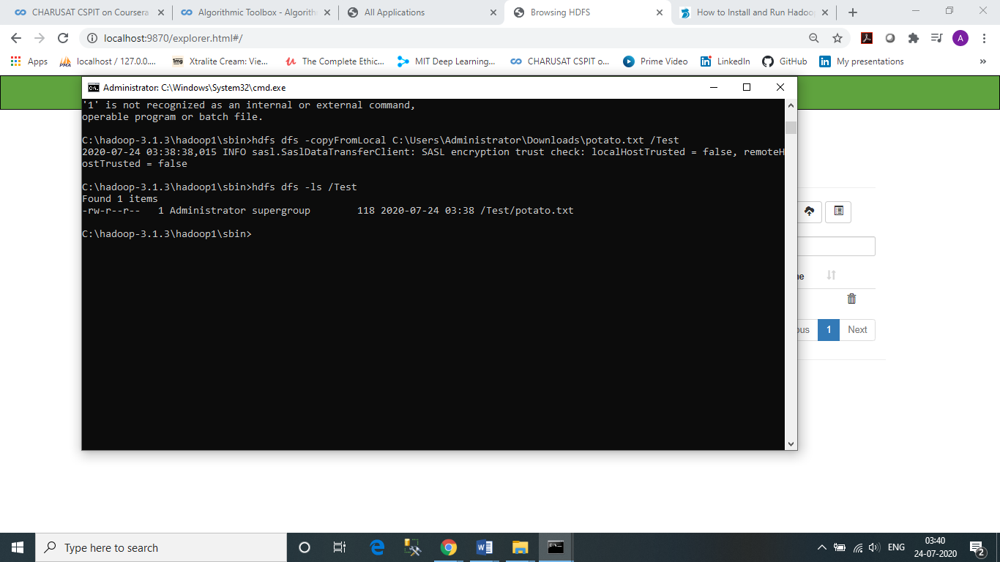 CHARUSAT CSPIT on Coursera
Algorithmic Toolbox - Algorith
All Applications
Browsing HDFS
How to Install and Run Hadoo
localhost:9870/explorer.html#/
A
Apps
localhost / 127.0.0....
Xtralite Cream: Vie...
The Complete Ethic...
MIT Deep Learning...
CHARUSAT CSPIT o...
Prime Video
LinkedIn
GitHub
My presentations
»
Administrator: C:\Windows\System32\cmd.exe
'1' is not recognized as an internal or external command,
operable program or batch file.
C:\hadoop-3.1.3\hadoop1\sbin>hdfs dfs -copyFromLocal C:\Users\Administrator\Downloads\potato.txt /Test
2020-07-24 03:38:38,015 INFO sasl.SaslDataTransferClient: SASL encryption trust check: localHostTrusted = false, remoteH
ostTrusted = false
C:\hadoop-3.1.3\hadoop1\sbin>hdfs dfs -ls /Test
Found 1 items
-rw-r--r--   1 Administrator supergroup        118 2020-07-24 03:38 /Test/potato.txt
C:\hadoop-3.1.3\hadoop1\sbin>
ne
ous
1
Next
Type here to search
ENG
03:40
24-07-2020
2